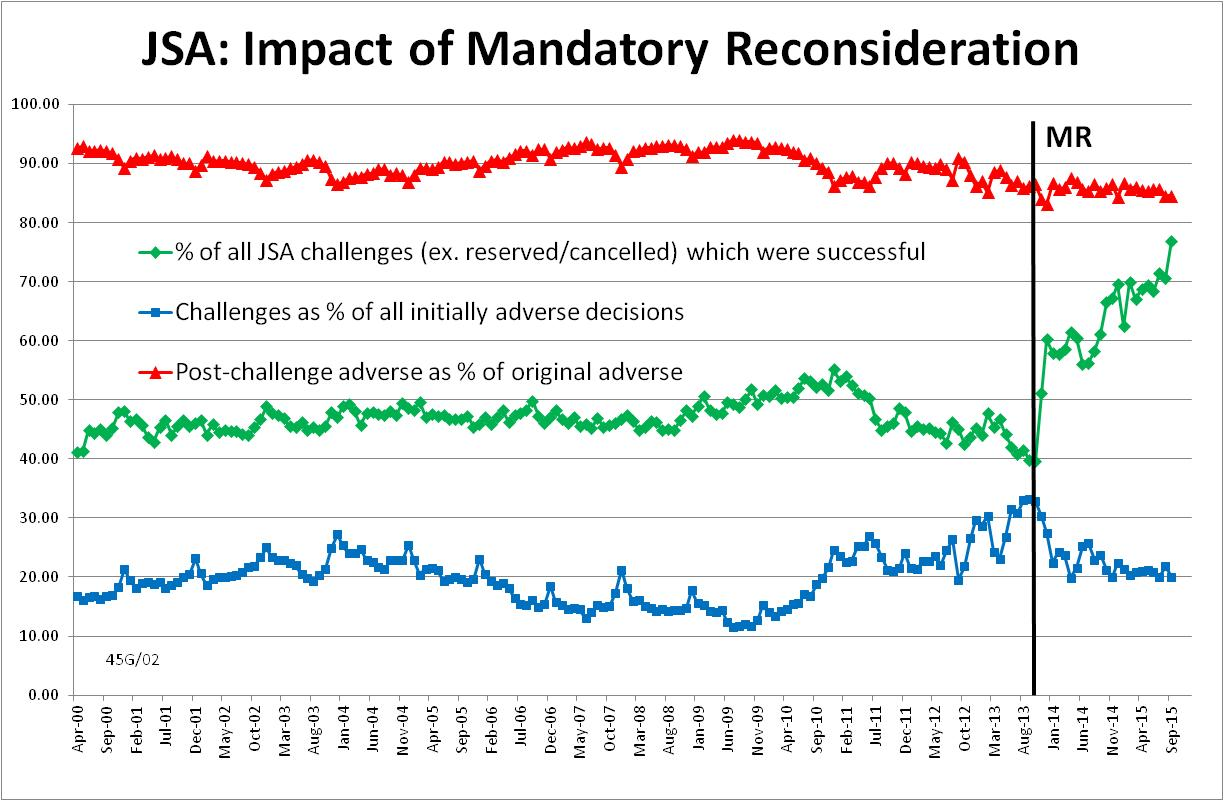 JSA: Impact of Mandatory Reconsideration
100.00
90.00
80.00
70.00
60.00
50.00
40.00
30.00
20.00
10.00
0.00
MR
% of all JSA challenges (ex. reserved/cancelled) which were successful
Challenges as % of all initially adverse decisions
Post-challenge adverse as % of original adverse
45G/02
Apr-00
Sep-00
Feb-01
Jul-01
Dec-01
May-02
Oct-02
Mar-03
Aug-03
Jan-04
Jun-04
Nov-04
Apr-05
Sep-05
Feb-06
Jul-06
Dec-06
May-07
Oct-07
Mar-08
Aug-08
Jan-09
Jun-09
Nov-09
Apr-10
Sep-10
Feb-11
Jul-11
Dec-11
May-12
Oct-12
Mar-13
Aug-13
Jan-14
Jun-14
Nov-14
Apr-15
Sep-15